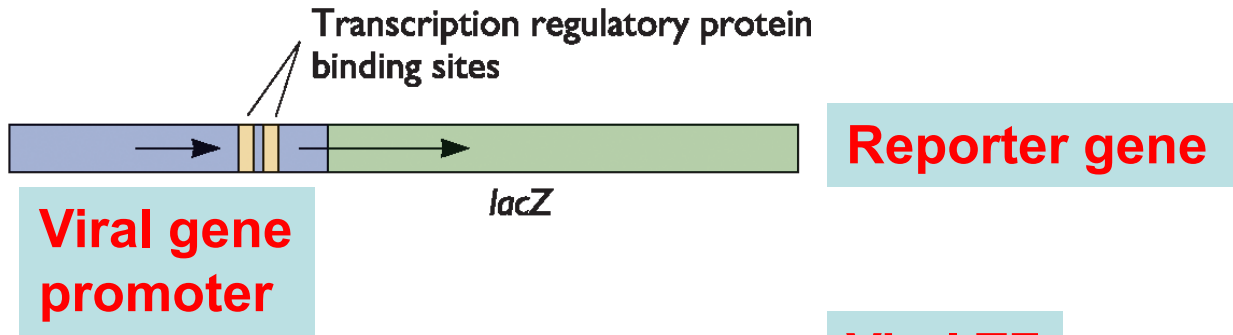 Transcription regulatory protein
binding sites
Reporter gene
lacZ
Viral gene
promoter